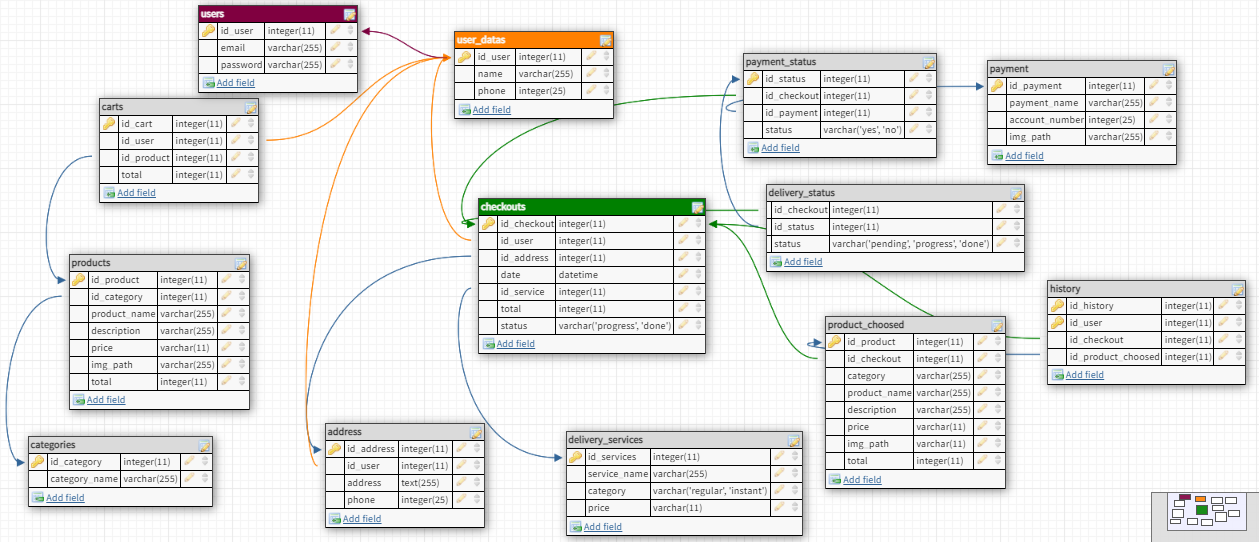 users
id_user integer(11)
email varchar(255)
password varchar(255)
Add field
user_datas
id_user integer(11)
name varchar(255)
phone integer(25)
Add field
payment_status
id_status integer(11)
id_checkout integer(11)
id_payment integer(11)
status varchar('yes', 'no')
Add field
payment
id_payment integer(11)
payment_name varchar(255)
account_number integer(25)
img_path varchar(255)
Add field
carts
id_cart integer(11)
id_user integer(11)
id_product integer(11)
total integer(11)
Add field
checkouts
id_checkout integer(11)
id_user integer(11)
id_address integer(11)
date datetime
id_service integer(11)
total integer(11)
status varchar('progress', 'done')
Add field
delivery_status
id_checkout integer(11)
id_status integer(11)
status varchar('pending', 'progress', 'done')
Add field
products
id_product integer(11)
id_category integer(11)
product_name varchar(255)
description varchar(255)
price varchar(11)
img_path varchar(255)
total integer(11)
Add field
history
id_history integer(11)
id_user integer(11)
id_checkout integer(11)
id_product_choosed integer(11)
Add field
product_choosed
id_product integer(11)
id_checkout integer(11)
category varchar(255)
product_name varchar(255)
description varchar(255)
price varchar(11)
img_path varchar(11)
total integer(11)
Add field
categories
id_category integer(11)
category_name varchar(255)
Add field
address
id_address integer(11)
id_user integer(11)
address text(255)
phone integer(25)
Add field
delivery_services
id_services integer(11)
service_name varchar(255)
category varchar('regular', 'instant')
price varchar(11)
Add field